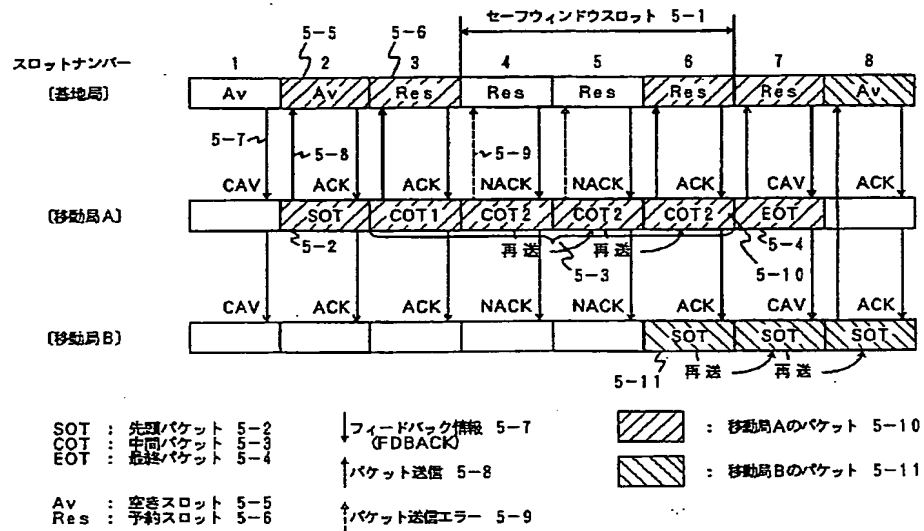 セーフウィンドウスロット 5-1
5-5 5-6
スロットナンバー 1 2 3 4 5 6 7 8
〔基地局〕 Av Av Res Res Res Res Res Av
5-7 5-8 5-9
CAV ACK ACK NACK NACK ACK CAV ACK
〔移動局A〕 SOT COT1 COT2 COT2 COT2 EOT
5-2 再送 再送 5-3 5-10 5-4
CAV ACK ACK NACK NACK ACK CAV ACK
〔移動局B〕 SOT SOT SOT
5-11 再送 再送
SOT : 先頭パケット 5-2
COT : 中間パケット 5-3
EOT : 最終パケット 5-4
Av : 空きスロット 5-5
Res : 予約スロット 5-6
フィードバック情報 5-7
(FDBACK)
パケット送信 5-8
パケット送信エラー 5-9
: 移動局Aのパケット 5-10
: 移動局Bのパケット 5-11